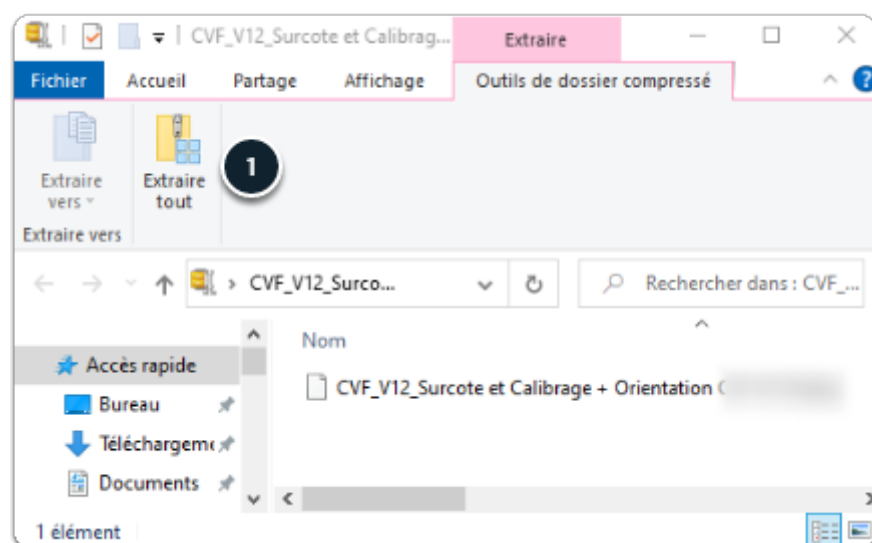 CVF_V12_Surcote et Calibrag...
Extraire
Fichier
Accueil
Partage
Affichage
Outils de dossier compressé
?
Extraire
vers
Extraire
tout
1
Extraire vers
CVF_V12_Surco...
Rechercher dans : CVF_...
Nom
Accès rapide
CVF_V12_Surcote et Calibrage + Orientation
Bureau
Téléchargeme
Documents
1 élément